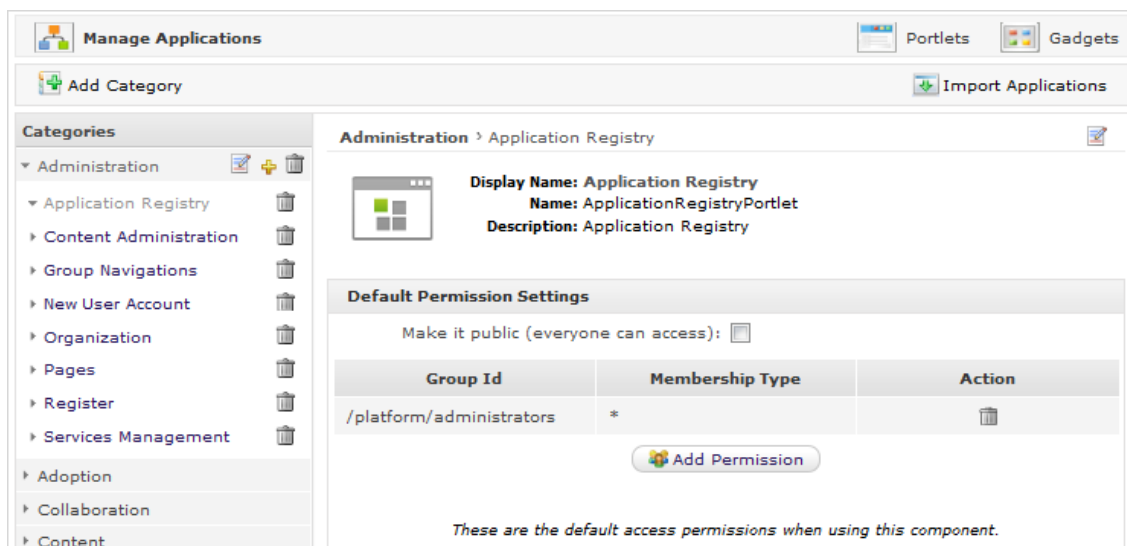 Manage Applications
Portlets
Gadgets
Add Category
Import Applications
Categories
Administration
Application Registry
Content Administration
Group Navigations
New User Account
Organization
Pages
Register
Services Management
Adoption
Collaboration
Content
Administration › Application Registry
Display Name: Application Registry
Name: ApplicationRegistryPortlet
Description: Application Registry
Default Permission Settings
Make it public (everyone can access):
Group Id Membership Type Action
/platform/administrators *
Add Permission
These are the default access permissions when using this component.